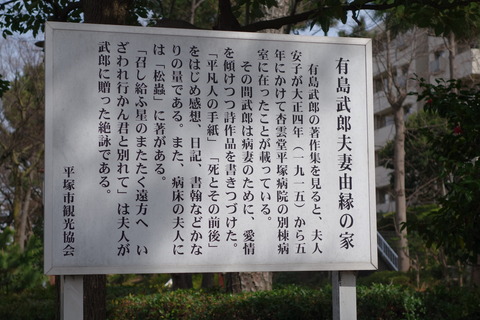 有島武郎夫妻由縁の家
有島武郎の著作集を見ると、夫人
安子が大正四年（一九一五）から五
年にかけて杏雲堂平塚病院の別棟病
室に在ったことが載っている。
その間武郎は病妻のために、愛情
を傾けつつ詩作品を書きつづけた。
「平凡人の手紙」「死とその前後」
をはじめ感想、日記、書翰などかな
りの量である。また、病床の夫人に
は「松蟲」に著がある。
「召し給ふ星のまたたく遠方へ　い
ざわれ行かん君と別れて」は夫人が
武郎に贈った絶詠である。
平塚市観光協会